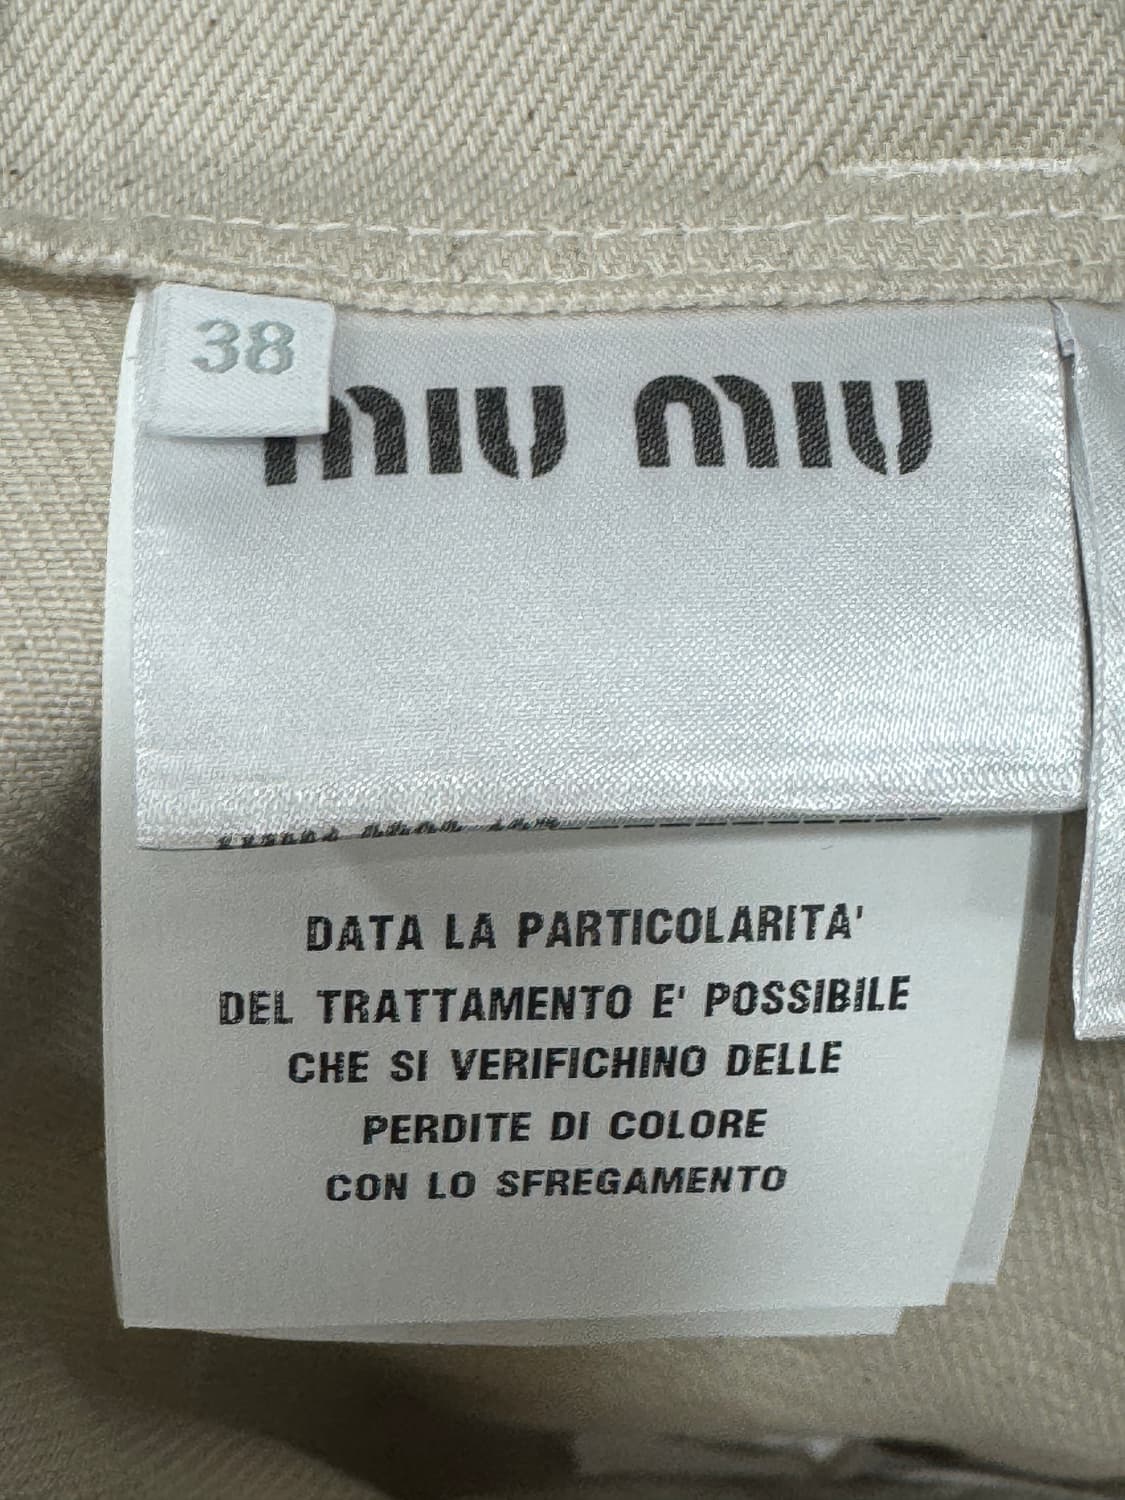 38
MIU MIU
DATA LA PARTICOLARITA'
DEL TRATTAMENTO E' POSSIBILE
CHE SI VERIFICHINO DELLE
PERDITE DI COLORE
CON LO SFREGAMENTO